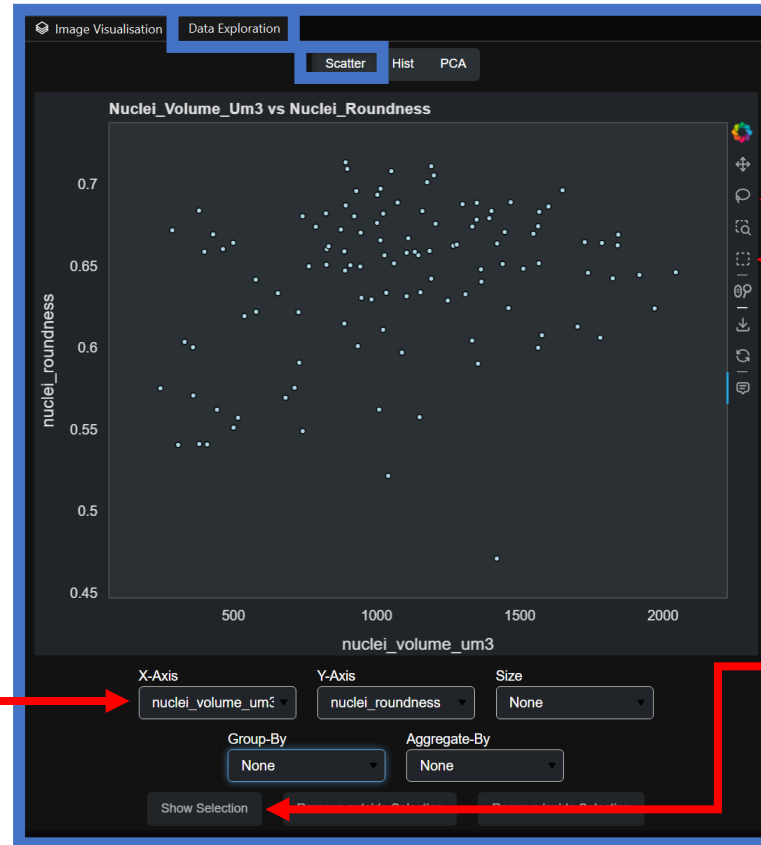 Image Visualisation Data Exploration
Scatter Hist PCA
Nuclei_Volume_Um3 vs Nuclei_Roundness
0.7
0.65
0.6
0.55
0.5
0.45
nuclei_roundness
500 1000 1500 2000
nuclei_volume_um3
X-Axis Y-Axis Size
nuclei_volume_um3 nuclei_roundness None
Group-By Aggregate-By
None None
Show Selection